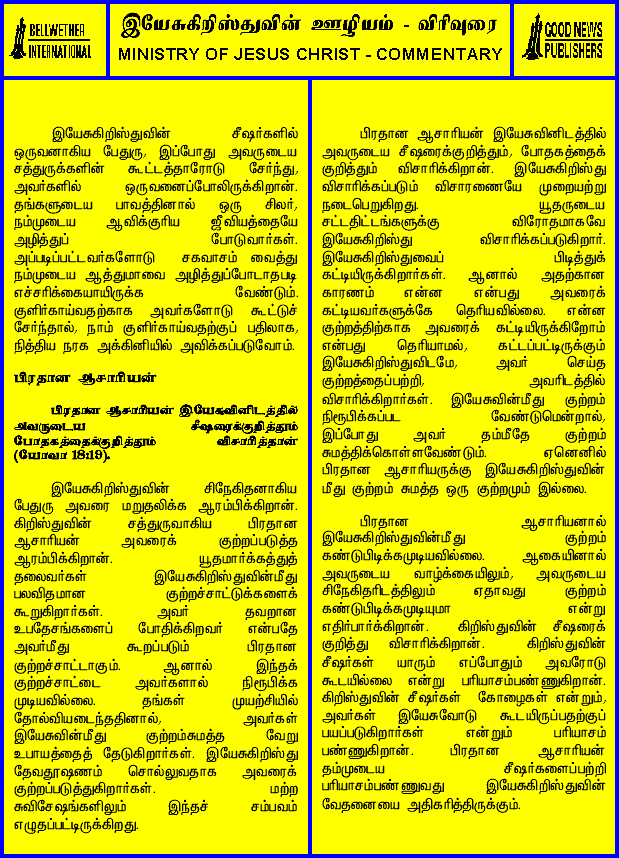 BELLWETHER
INTERNATIONAL
இயேசுகிறிஸ்துவின் ஊழியம் - விரிவுரை
MINISTRY OF JESUS CHRIST - COMMENTARY
GOOD NEWS
PUBLISHERS
இயேசுகிறிஸ்துவின் சீஷர்களில்
ஒருவனாகிய பேதுரு, இப்போது அவருடைய
சத்துருக்களின் கூட்டத்தாரோடு சேர்ந்து,
அவர்களில் ஒருவனைப்போலிருக்கிறான்.
தங்களுடைய பாவத்தினால் ஒரு சிலர்,
நம்முடைய ஆவிக்குரிய ஜீவியத்தையே
அழித்துப் போடுவார்கள்.
அப்படிப்பட்டவர்களோடு சகவாசம் வைத்து
நம்முடைய ஆத்துமாவை அழித்துப்போடாதபடி
எச்சரிக்கையாயிருக்க வேண்டும்.
குளிர்காய்வதற்காக அவர்களோடு கூட்டுச்
சேர்ந்தால், நாம் குளிர்காய்வதற்குப் பதிலாக,
நித்திய நரக அக்கினியில் அவிக்கப்படுவோம்.
பிரதான ஆசாரியன்
பிரதான ஆசாரியன் இயேசுவினிடத்தில்
அவருடைய சீஷரைக்குறித்தும்
போதகத்தைக்குறித்தும் விசாரித்தான்
(யோவா 18:19).
இயேசுகிறிஸ்துவின் சிநேகிதனாகிய
பேதுரு அவரை மறுதலிக்க ஆரம்பிக்கிறான்.
கிறிஸ்துவின் சத்துருவாகிய பிரதான
ஆசாரியன் அவரைக் குற்றப்படுத்த
ஆரம்பிக்கிறான். யூதமார்க்கத்துத்
தலைவர்கள் இயேசுகிறிஸ்துவின்மீது
பலவிதமான குற்றச்சாட்டுக்களைக்
கூறுகிறார்கள். அவர் தவறான
உபதேசங்களைப் போதிக்கிறவர் என்பதே
அவர்மீது கூறப்படும் பிரதான
குற்றச்சாட்டாகும். ஆனால் இந்தக்
குற்றச்சாட்டை அவர்களால் நிரூபிக்க
முடியவில்லை. தங்கள் முயற்சியில்
தோல்வியடைந்ததினால், அவர்கள்
இயேசுவின்மீது குற்றம்சுமத்த வேறு
உபாயத்தைத் தேடுகிறார்கள். இயேசுகிறிஸ்து
தேவதூஷணம் சொல்லுவதாக அவரைக்
குற்றப்படுத்துகிறார்கள். மற்ற
சுவிசேஷங்களிலும் இந்தச் சம்பவம்
எழுதப்பட்டிருக்கிறது.
பிரதான ஆசாரியன் இயேசுவினிடத்தில்
அவருடைய சீஷரைக்குறித்தும், போதகத்தைக்
குறித்தும் விசாரிக்கிறான். இயேசுகிறிஸ்து
விசாரிக்கப்படும் விசாரணையே முறையற்று
நடைபெறுகிறது. யூதருடைய
சட்டதிட்டங்களுக்கு விரோதமாகவே
இயேசுகிறிஸ்து விசாரிக்கப்படுகிறார்.
இயேசுகிறிஸ்துவைப் பிடித்துக்
கட்டியிருக்கிறார்கள். ஆனால் அதற்கான
காரணம் என்ன என்பது அவரைக்
கட்டியவர்களுக்கே தெரியவில்லை. என்ன
குற்றத்திற்காக அவரைக் கட்டியிருக்கிறோம்
என்பது தெரியாமல், கட்டப்பட்டிருக்கும்
இயேசுகிறிஸ்துவிடமே, அவர் செய்த
குற்றத்தைப்பற்றி, அவரிடத்தில்
விசாரிக்கிறார்கள். இயேசுவின்மீது குற்றம்
நிரூபிக்கப்பட வேண்டுமென்றால்,
இப்போது அவர் தம்மீதே குற்றம்
சுமத்திக்கொள்ளவேண்டும். ஏனெனில்
பிரதான ஆசாரியருக்கு இயேசுகிறிஸ்துவின்
மீது குற்றம் சுமத்த ஒரு குற்றமும் இல்லை.
பிரதான ஆசாரியனால்
இயேசுகிறிஸ்துவின்மீது குற்றம்
கண்டுபிடிக்கமுடியவில்லை. ஆகையினால்
அவருடைய வாழ்க்கையிலும், அவருடைய
சிநேகிதரிடத்திலும் ஏதாவது குற்றம்
கண்டுபிடிக்கமுடியுமா என்று
எதிர்பார்க்கிறான். கிறிஸ்துவின் சீஷரைக்
குறித்து விசாரிக்கிறான். கிறிஸ்துவின்
சீஷர்கள் யாரும் எப்போதும் அவரோடு
கூடயில்லை என்று பரியாசம்பண்ணுகிறான்.
கிறிஸ்துவின் சீஷர்கள் கோழைகள் என்றும்,
அவர்கள் இயேசுவோடு கூடயிருப்பதற்குப்
பயப்படுகிறார்கள் என்றும் பரியாசம்
பண்ணுகிறான். பிரதான ஆசாரியன்
தம்முடைய சீஷர்களைப்பற்றி
பரியாசம்பண்ணுவது இயேசுகிறிஸ்துவின்
வேதனையை அதிகரித்திருக்கும்.